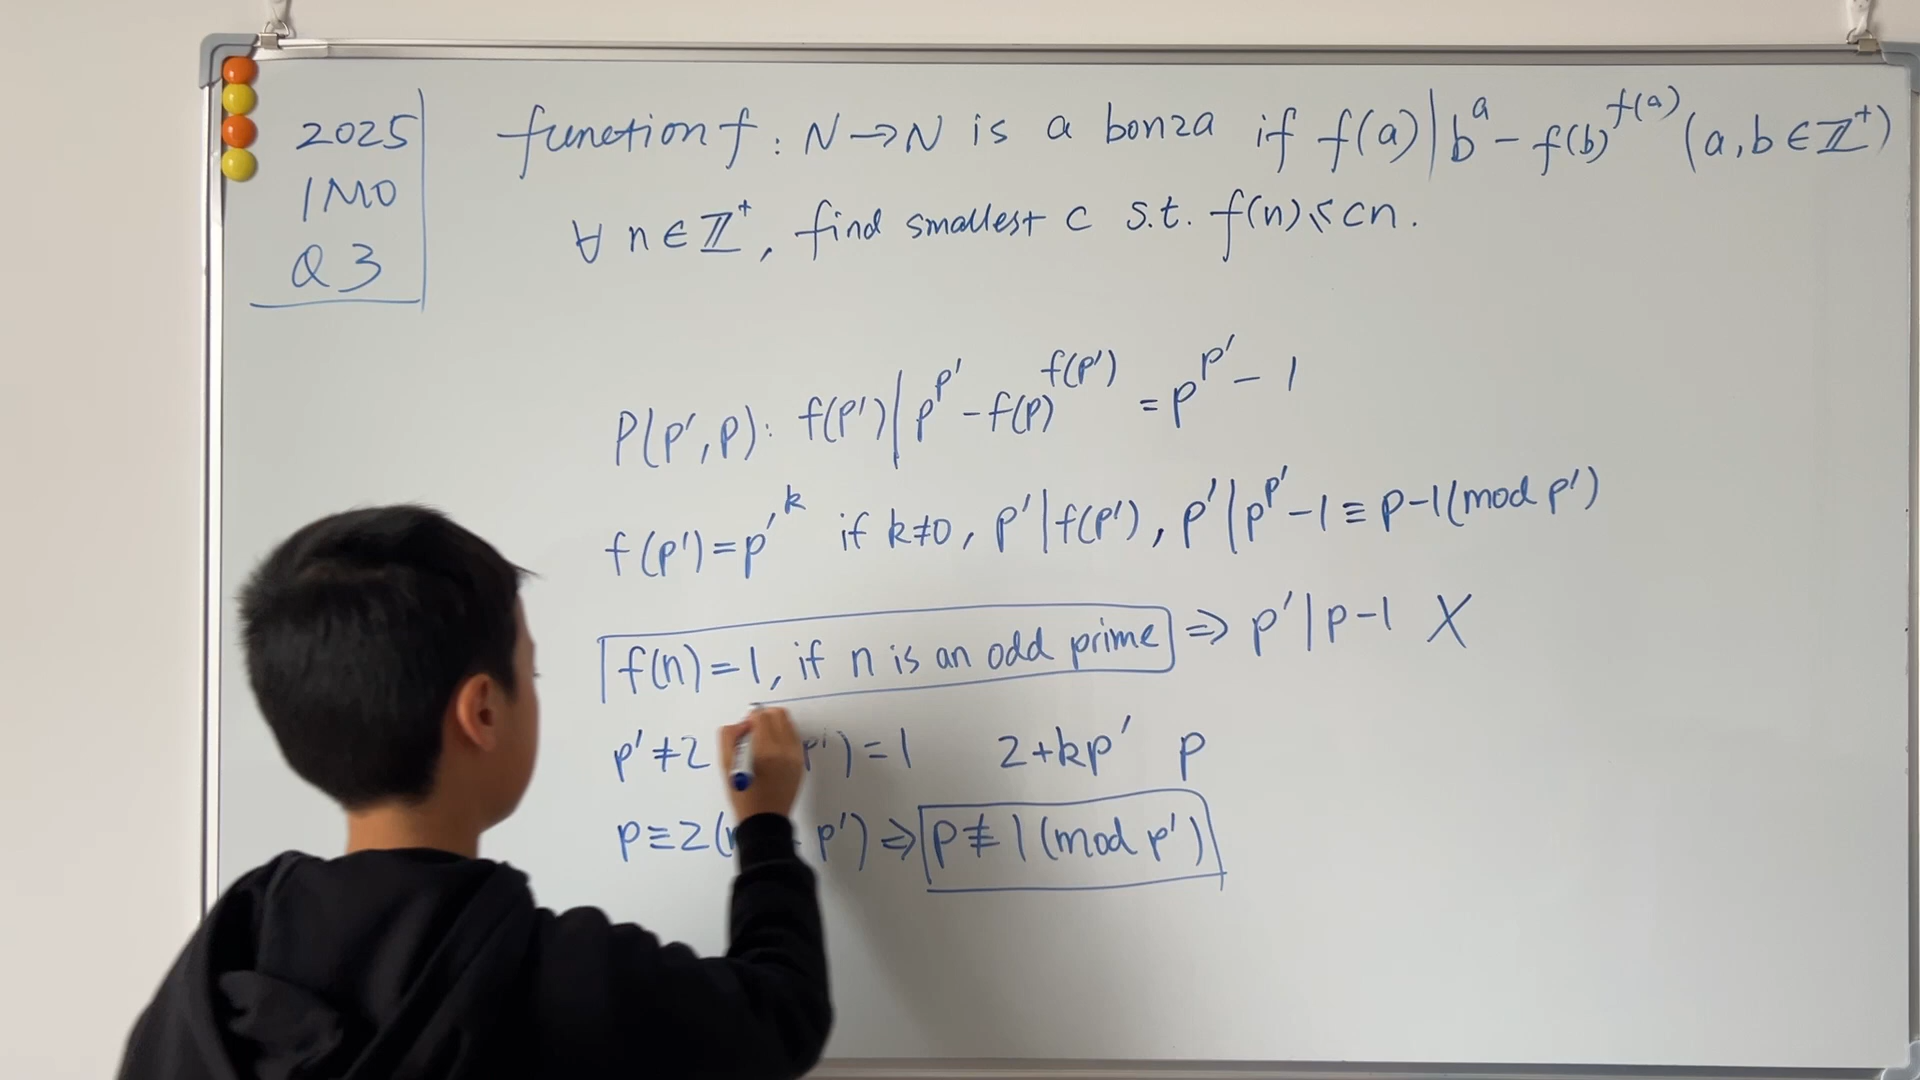 2025
IMO
Q3
function f : N→N is a bonza if f(a) | b^a - f(b)^f(a) (a,b∈ℤ⁺)
∀ n∈ℤ⁺, find smallest c s.t. f(n)≤cn.
P(p',p): f(p') | p^p' - f(p)^f(p') = p^p' - 1
f(p')=p'^k if k≠0, p'|f(p'), p'|p^p'-1≡p-1(mod p')
f(n)=1, if n is an odd prime ⇒ p'|p-1 X
p'≠2 p')=1 2+kp' p
p≡2( p')⇒ p≢1(mod p')